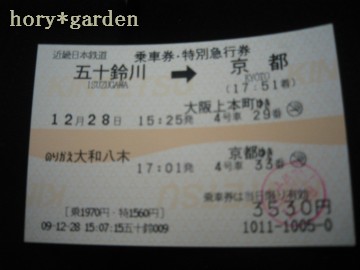 hory*garden
近畿日本鉄道 乗車券・特別急行券
五十鈴川 → 京都
ISUZUGAWA KYOTO
(17:51着)
大阪上本町ゆき
12月28日 15:25発 4号車 29番
京都ゆき
のりかえ大和八木 17:01発 4号車 33番
乗車券は当日限り有効
[乗1970円・特1560円] 3530円
09-12-28 15:07:15五十鈴009 1011-1005-0